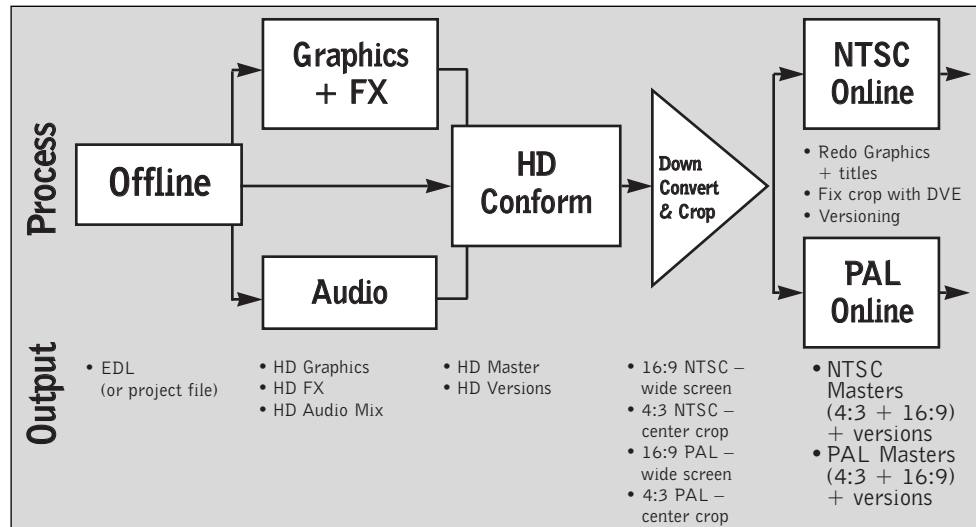 Process
Offline
Graphics
+ FX
Audio
HD
Conform
Down
Convert
& Crop
NTSC
Online
• Redo Graphics
+ titles
• Fix crop with DVE
• Versioning
PAL
Online
Output
• EDL
(or project file)
• HD Graphics
• HD FX
• HD Audio Mix
• HD Master
• HD Versions
• 16:9 NTSC –
wide screen
• 4:3 NTSC –
center crop
• 16:9 PAL –
wide screen
• 4:3 PAL –
center crop
• NTSC
Masters
(4:3 + 16:9)
+ versions
• PAL Masters
(4:3 + 16:9)
+ versions